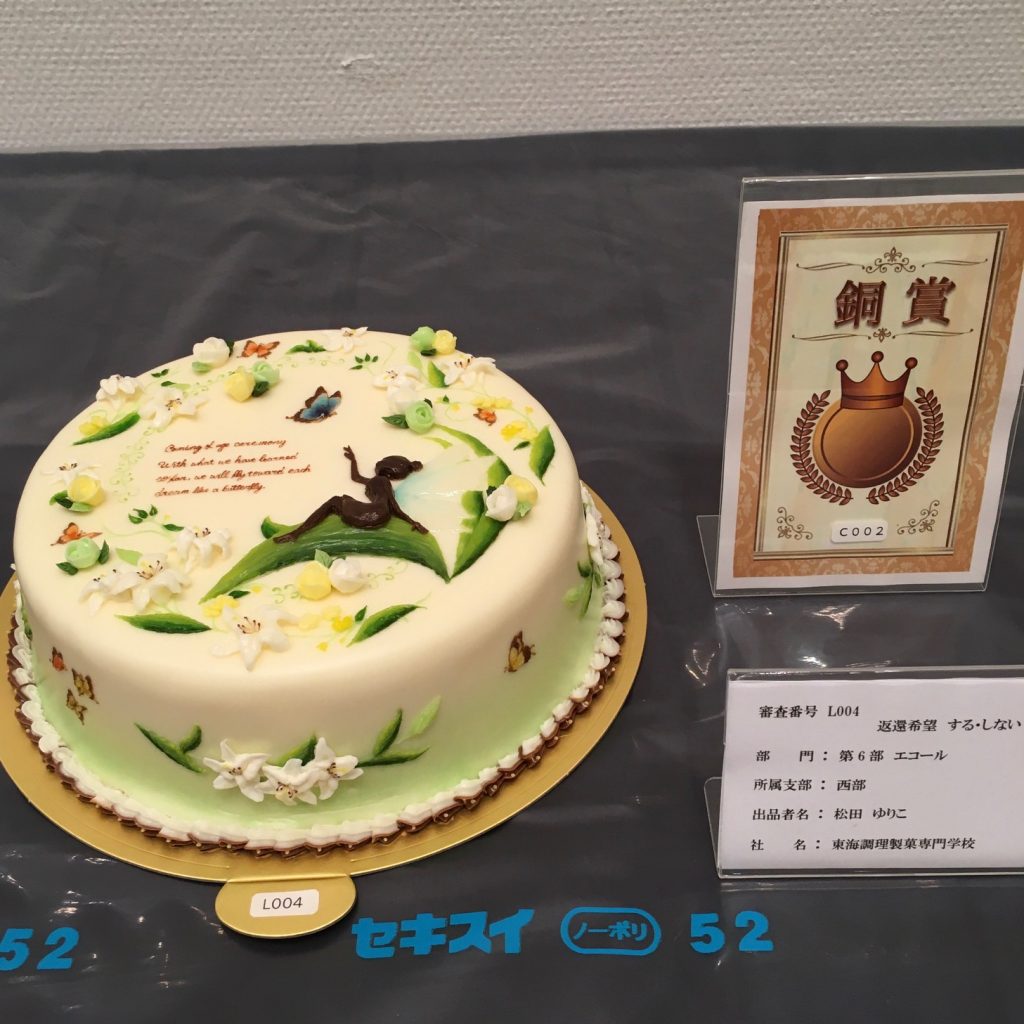 Coming of age ceremony
With what we have learned
so far, we will fly toward each
dream like a butterfly.
L004
銅賞
C002
審査番号 L004
返還希望 する・しない
部 門 : 第6部 エコール
所属支部 : 西部
出品者名 : 松田 ゆりこ
社 名 : 東海調理製菓専門学校
52
セキスイ ノーポリ 52